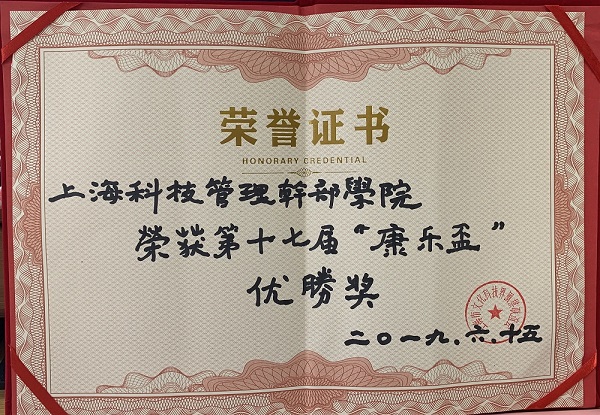 荣誉证书
HONORARY CREDENTIAL
上海科技管理幹部學院
榮获第十七届“康乐盃”
优勝奖
二〇一九.六.十五